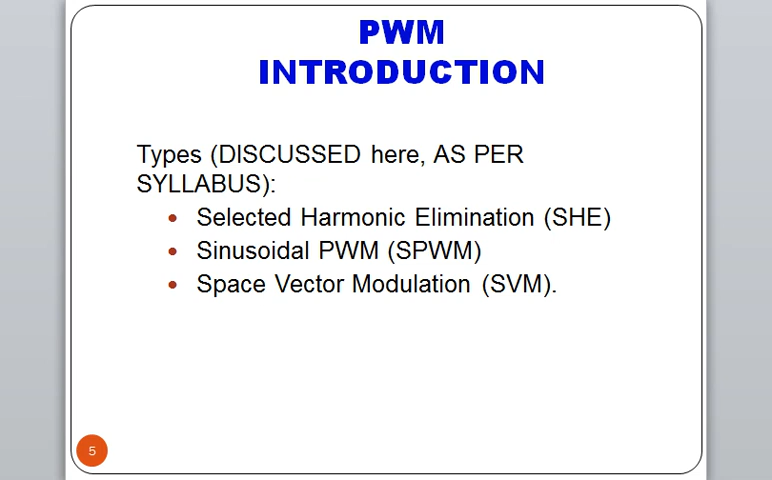 PWM
INTRODUCTION
Types (DISCUSSED here, AS PER
SYLLABUS):
• Selected Harmonic Elimination (SHE)
• Sinusoidal PWM (SPWM)
• Space Vector Modulation (SVM).
5